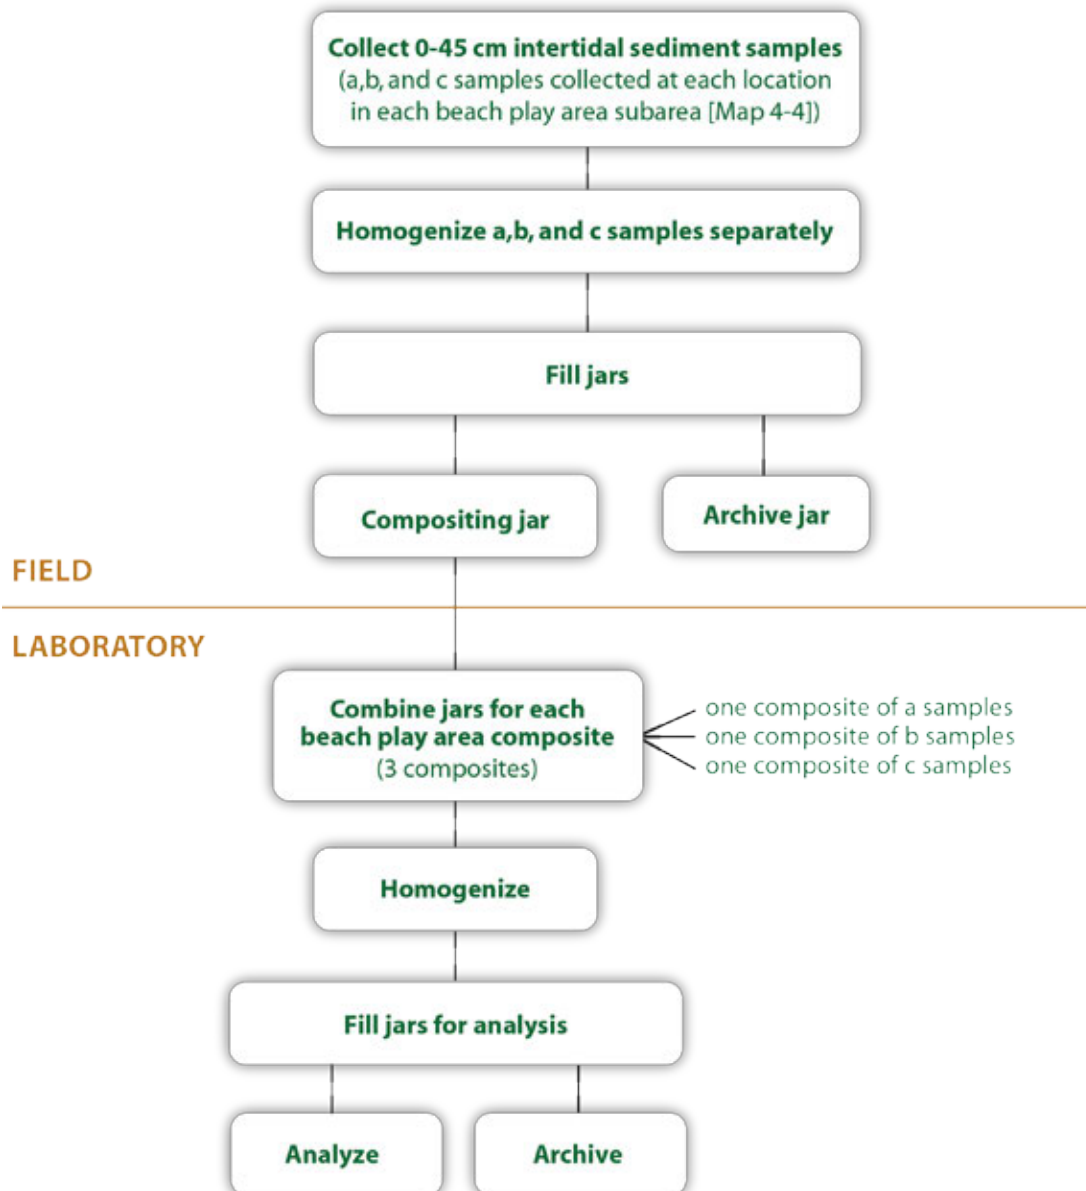 Collect 0-45 cm intertidal sediment samples
(a,b, and c samples collected at each location
in each beach play area subarea [Map 4-4])
Homogenize a,b, and c samples separately
Fill jars
Compositing jar
Archive jar
FIELD
LABORATORY
Combine jars for each
beach play area composite
(3 composites)
one composite of a samples
one composite of b samples
one composite of c samples
Homogenize
Fill jars for analysis
Analyze
Archive